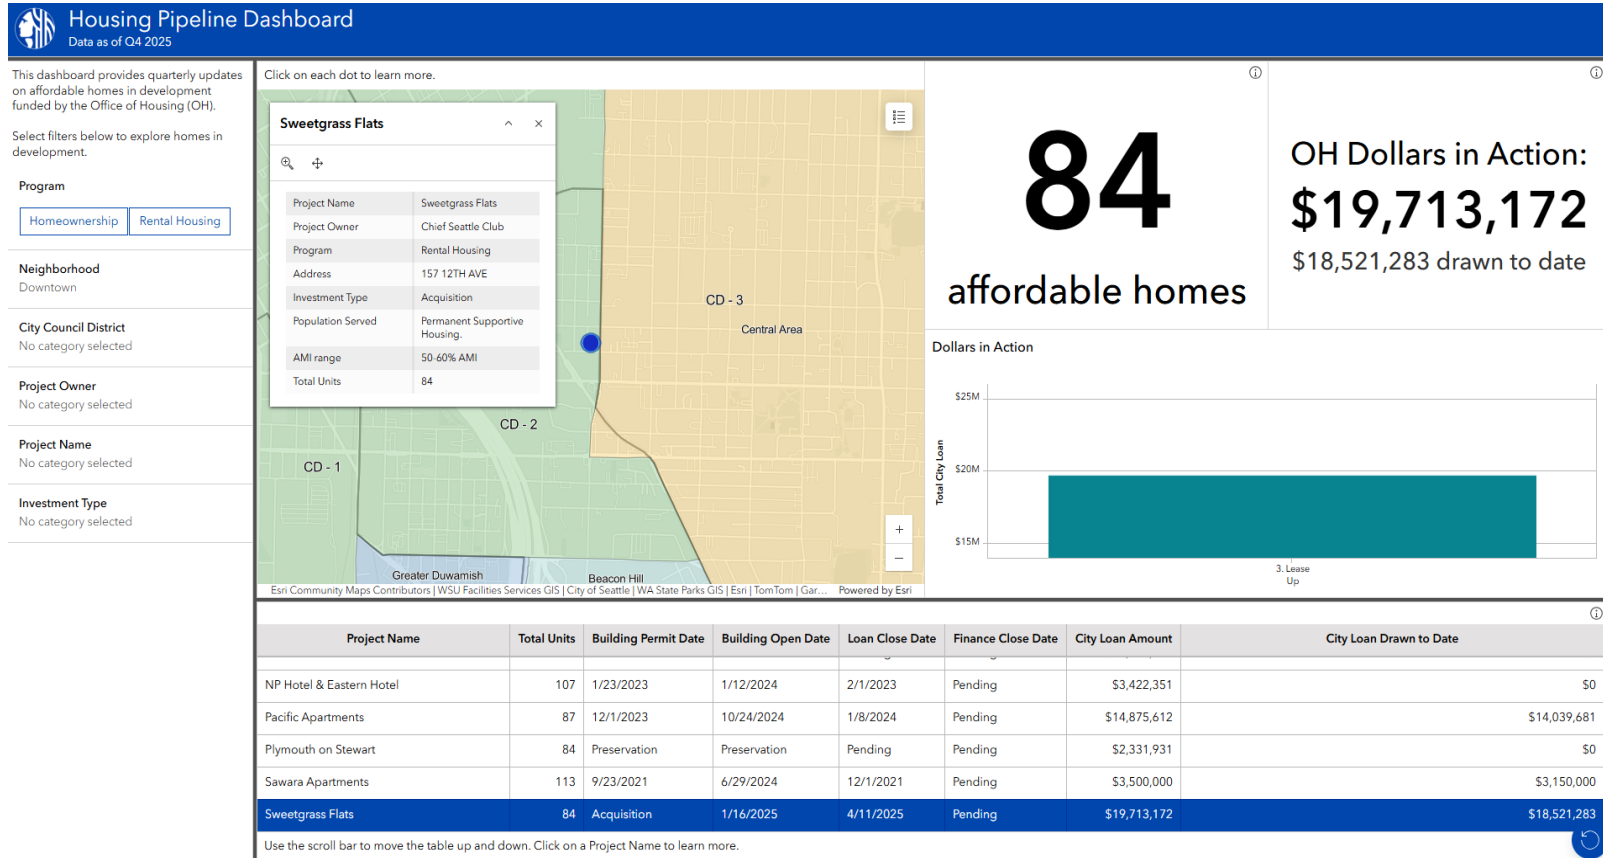 Housing Pipeline Dashboard
Data as of Q4 2025
This dashboard provides quarterly updates
on affordable homes in development
funded by the Office of Housing (OH).
Select filters below to explore homes in
development.
Program
Homeownership Rental Housing
Neighborhood
Downtown
City Council District
No category selected
Project Owner
No category selected
Project Name
No category selected
Investment Type
No category selected
Click on each dot to learn more.
Sweetgrass Flats
Project Name Sweetgrass Flats
Project Owner Chief Seattle Club
Program Rental Housing
Address 157 12TH AVE
Investment Type Acquisition
Population Served Permanent Supportive
Housing.
AMI range 50-60% AMI
Total Units 84
CD - 3
Central Area
CD - 2
CD - 1
Greater Duwamish
Beacon Hill
+
−
Esri Community Maps Contributors | WSU Facilities Services GIS | City of Seattle | WA State Parks GIS | Esri | TomTom | Gar... Powered by Esri
84
affordable homes
OH Dollars in Action:
$19,713,172
$18,521,283 drawn to date
Dollars in Action
Total City Loan
$25M
$20M
$15M
3. Lease
Up
Project Name Total Units Building Permit Date Building Open Date Loan Close Date Finance Close Date City Loan Amount City Loan Drawn to Date
NP Hotel & Eastern Hotel 107 1/23/2023 1/12/2024 2/1/2023 Pending $3,422,351 $0
Pacific Apartments 87 12/1/2023 10/24/2024 1/8/2024 Pending $14,875,612 $14,039,681
Plymouth on Stewart 84 Preservation Preservation Pending Pending $2,331,931 $0
Sawara Apartments 113 9/23/2021 6/29/2024 12/1/2021 Pending $3,500,000 $3,150,000
Sweetgrass Flats 84 Acquisition 1/16/2025 4/11/2025 Pending $19,713,172 $18,521,283
Use the scroll bar to move the table up and down. Click on a Project Name to learn more.